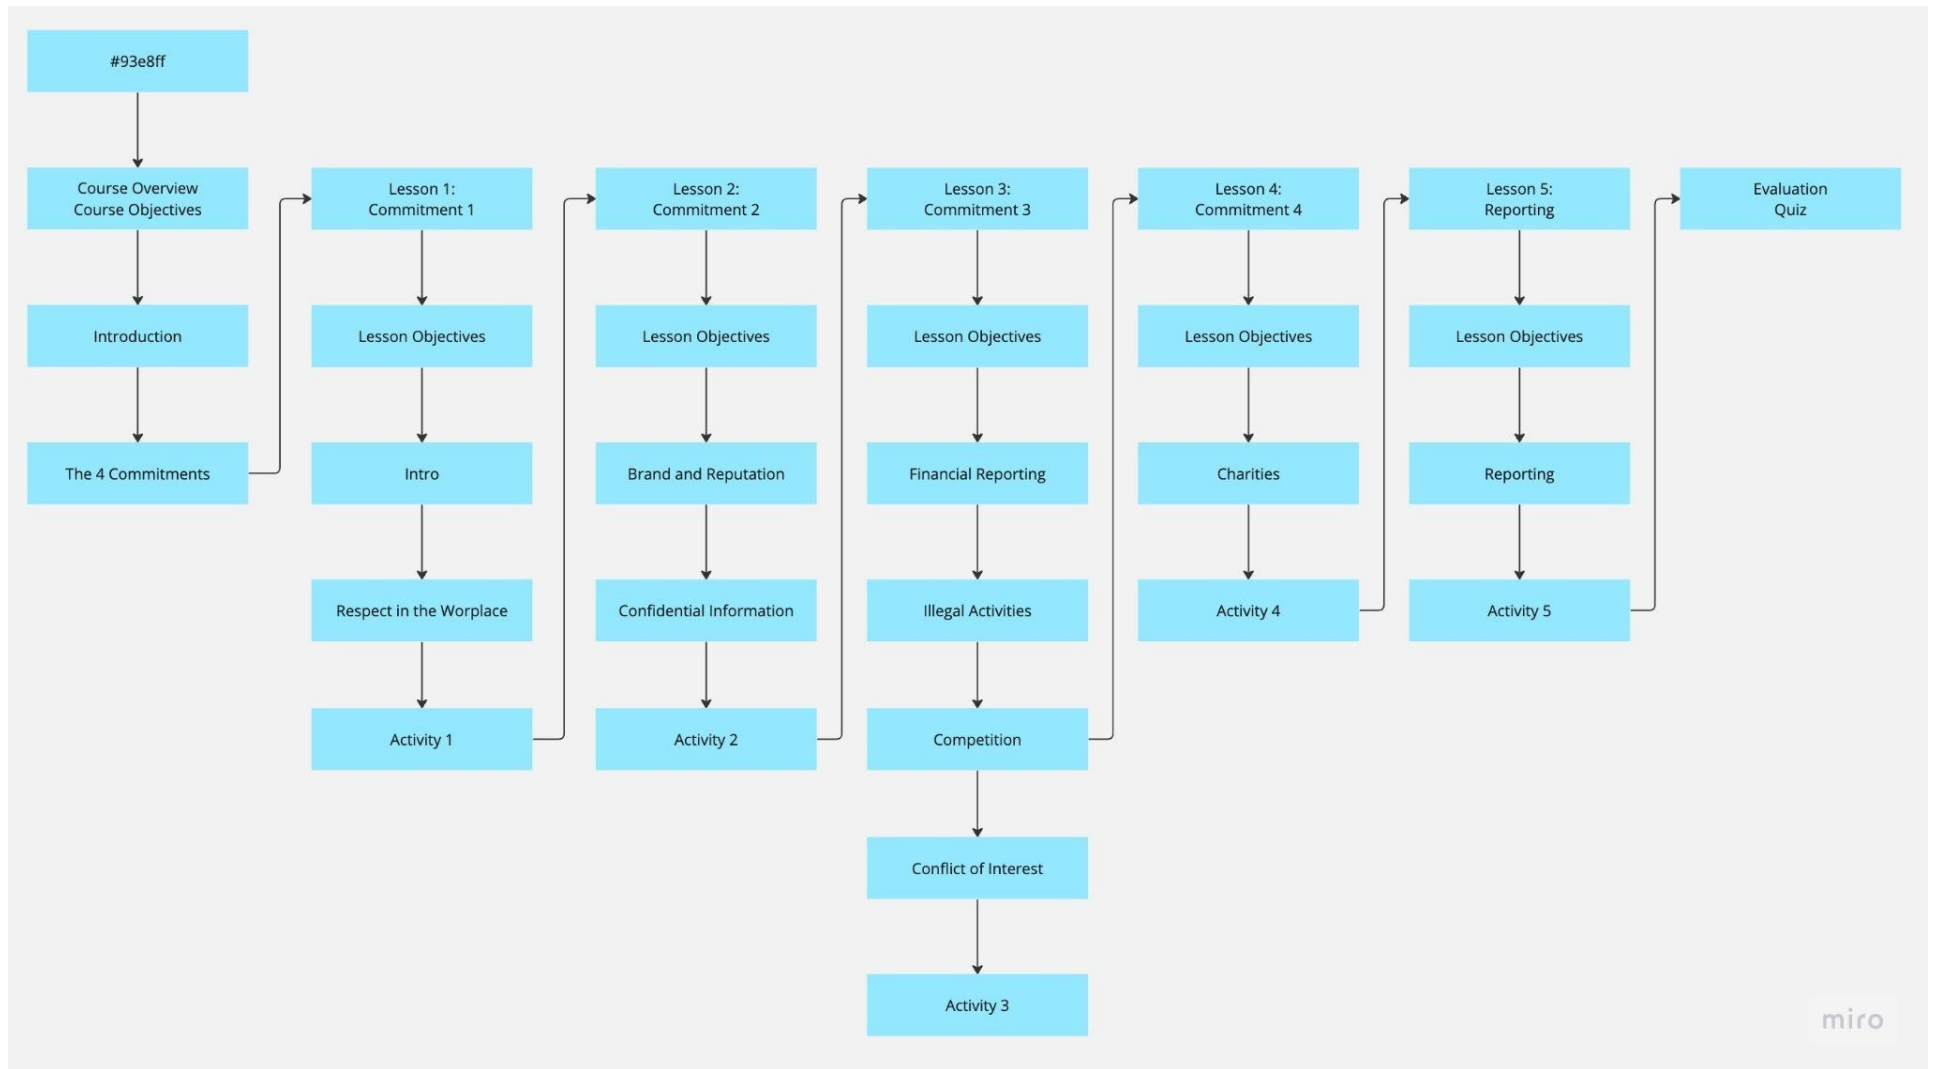 #93e8ff
Course Overview
Course Objectives
Introduction
The 4 Commitments
Lesson 1:
Commitment 1
Lesson Objectives
Intro
Respect in the Worplace
Activity 1
Lesson 2:
Commitment 2
Lesson Objectives
Brand and Reputation
Confidential Information
Activity 2
Lesson 3:
Commitment 3
Lesson Objectives
Financial Reporting
Illegal Activities
Competition
Conflict of Interest
Activity 3
Lesson 4:
Commitment 4
Lesson Objectives
Charities
Activity 4
Lesson 5:
Reporting
Lesson Objectives
Reporting
Activity 5
Evaluation
Quiz
miro